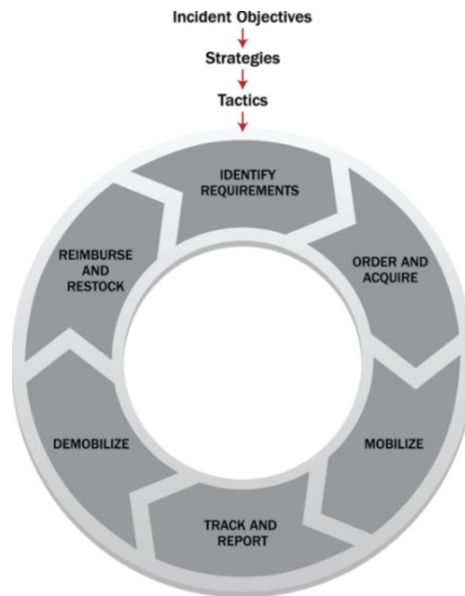 Incident Objectives
Strategies
Tactics
IDENTIFY
REQUIREMENTS
ORDER AND
ACQUIRE
MOBILIZE
TRACK AND
REPORT
DEMOBILIZE
REIMBURSE
AND
RESTOCK